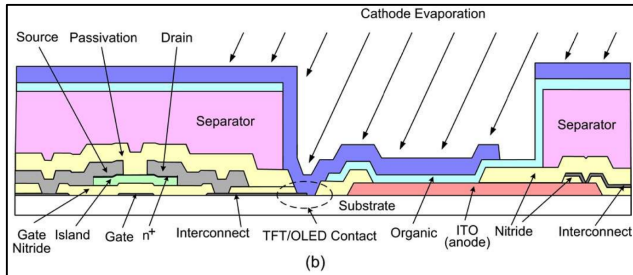 Cathode Evaporation
Source Passivation Drain
Separator
Separator
Substrate
Gate Nitride
Island
Gate
n+
Interconnect
TFT/OLED Contact
Organic
ITO (anode)
Nitride
Interconnect
(b)